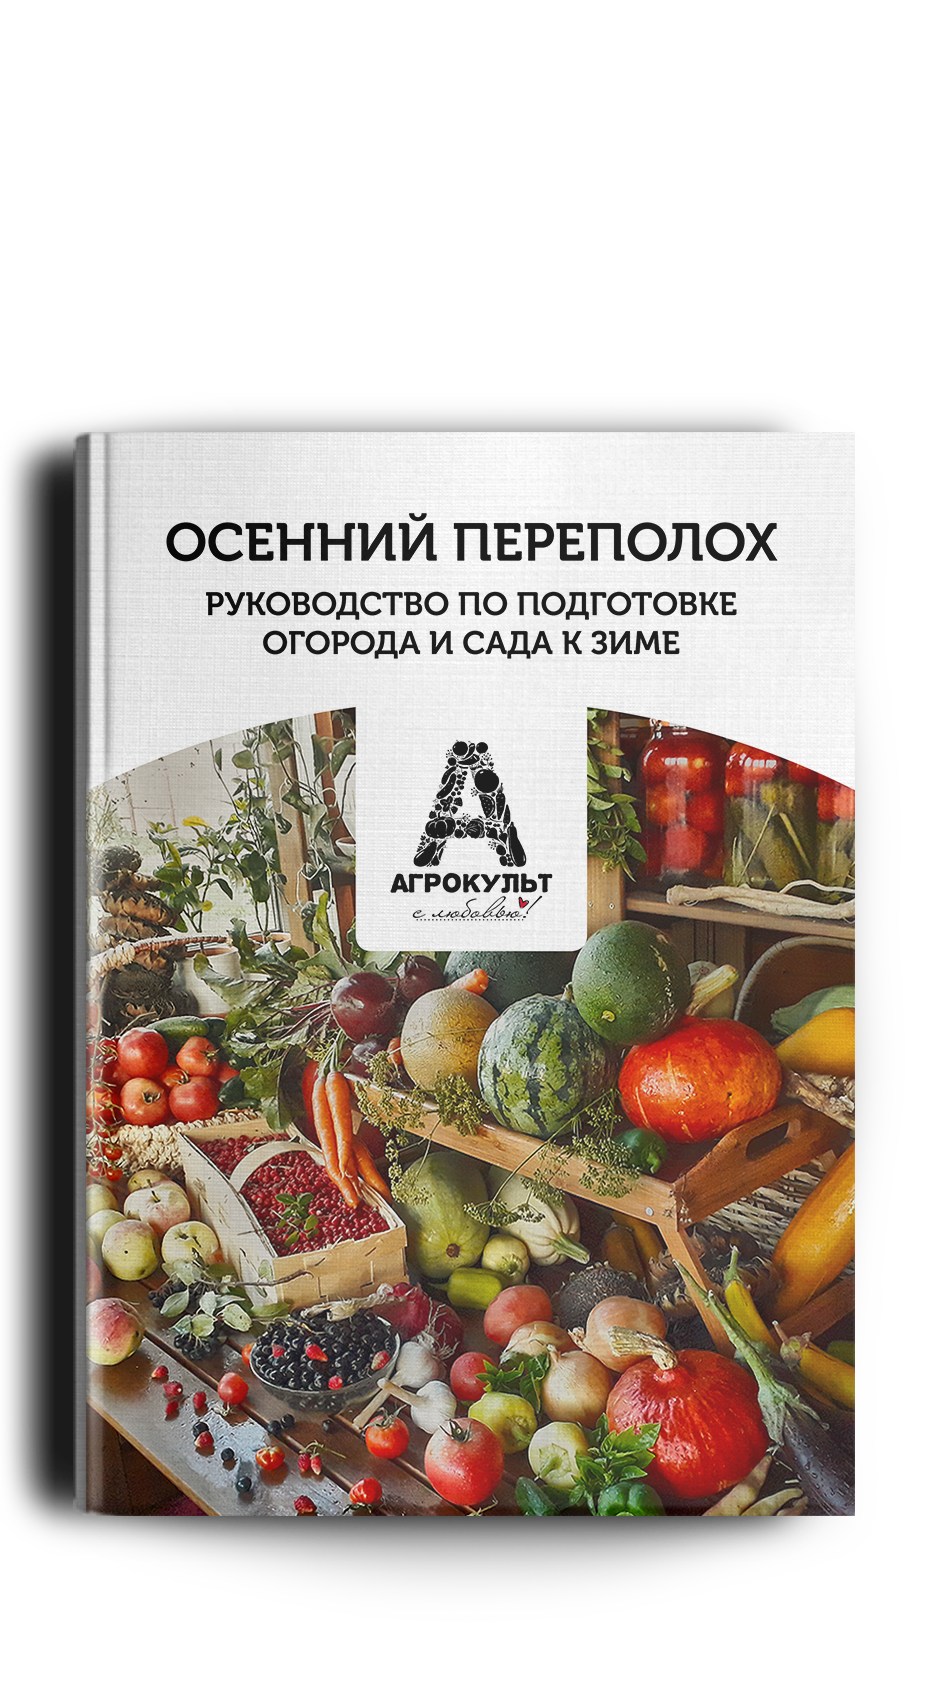 ОСЕННИЙ ПЕРЕПОЛОХ
РУКОВОДСТВО ПО ПОДГОТОВКЕ
ОГОРОДА И САДА К ЗИМЕ
АГРОКУЛЬТ
с любовью!